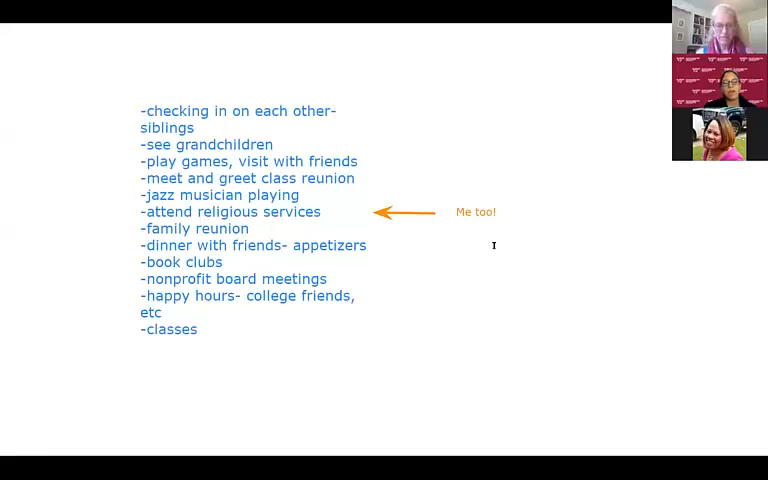 -checking in on each other-
siblings
-see grandchildren
-play games, visit with friends
-meet and greet class reunion
-jazz musician playing
-attend religious services
Me too!
-family reunion
-dinner with friends- appetizers
-book clubs
-nonprofit board meetings
-happy hours- college friends,
etc
-classes